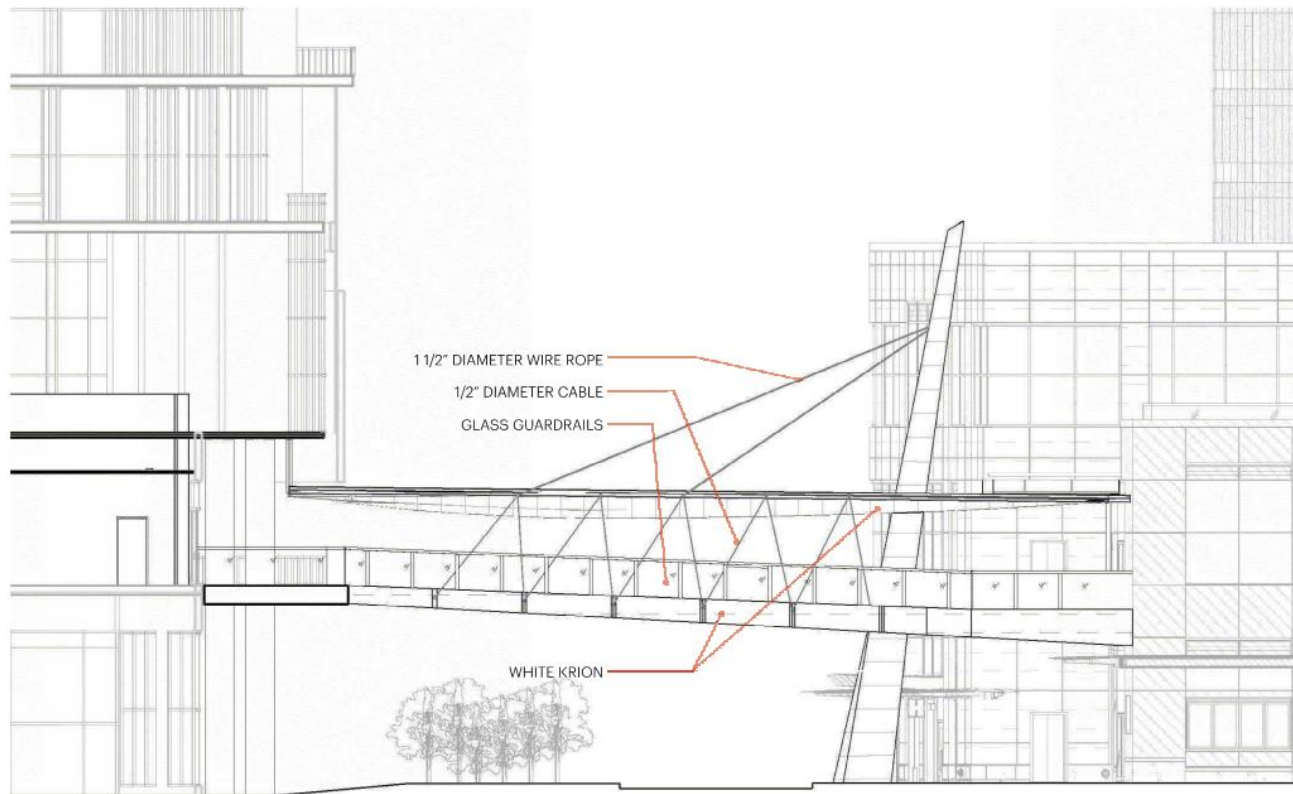 1 1/2” DIAMETER WIRE ROPE
1/2” DIAMETER CABLE
GLASS GUARDRAILS
WHITE KRION